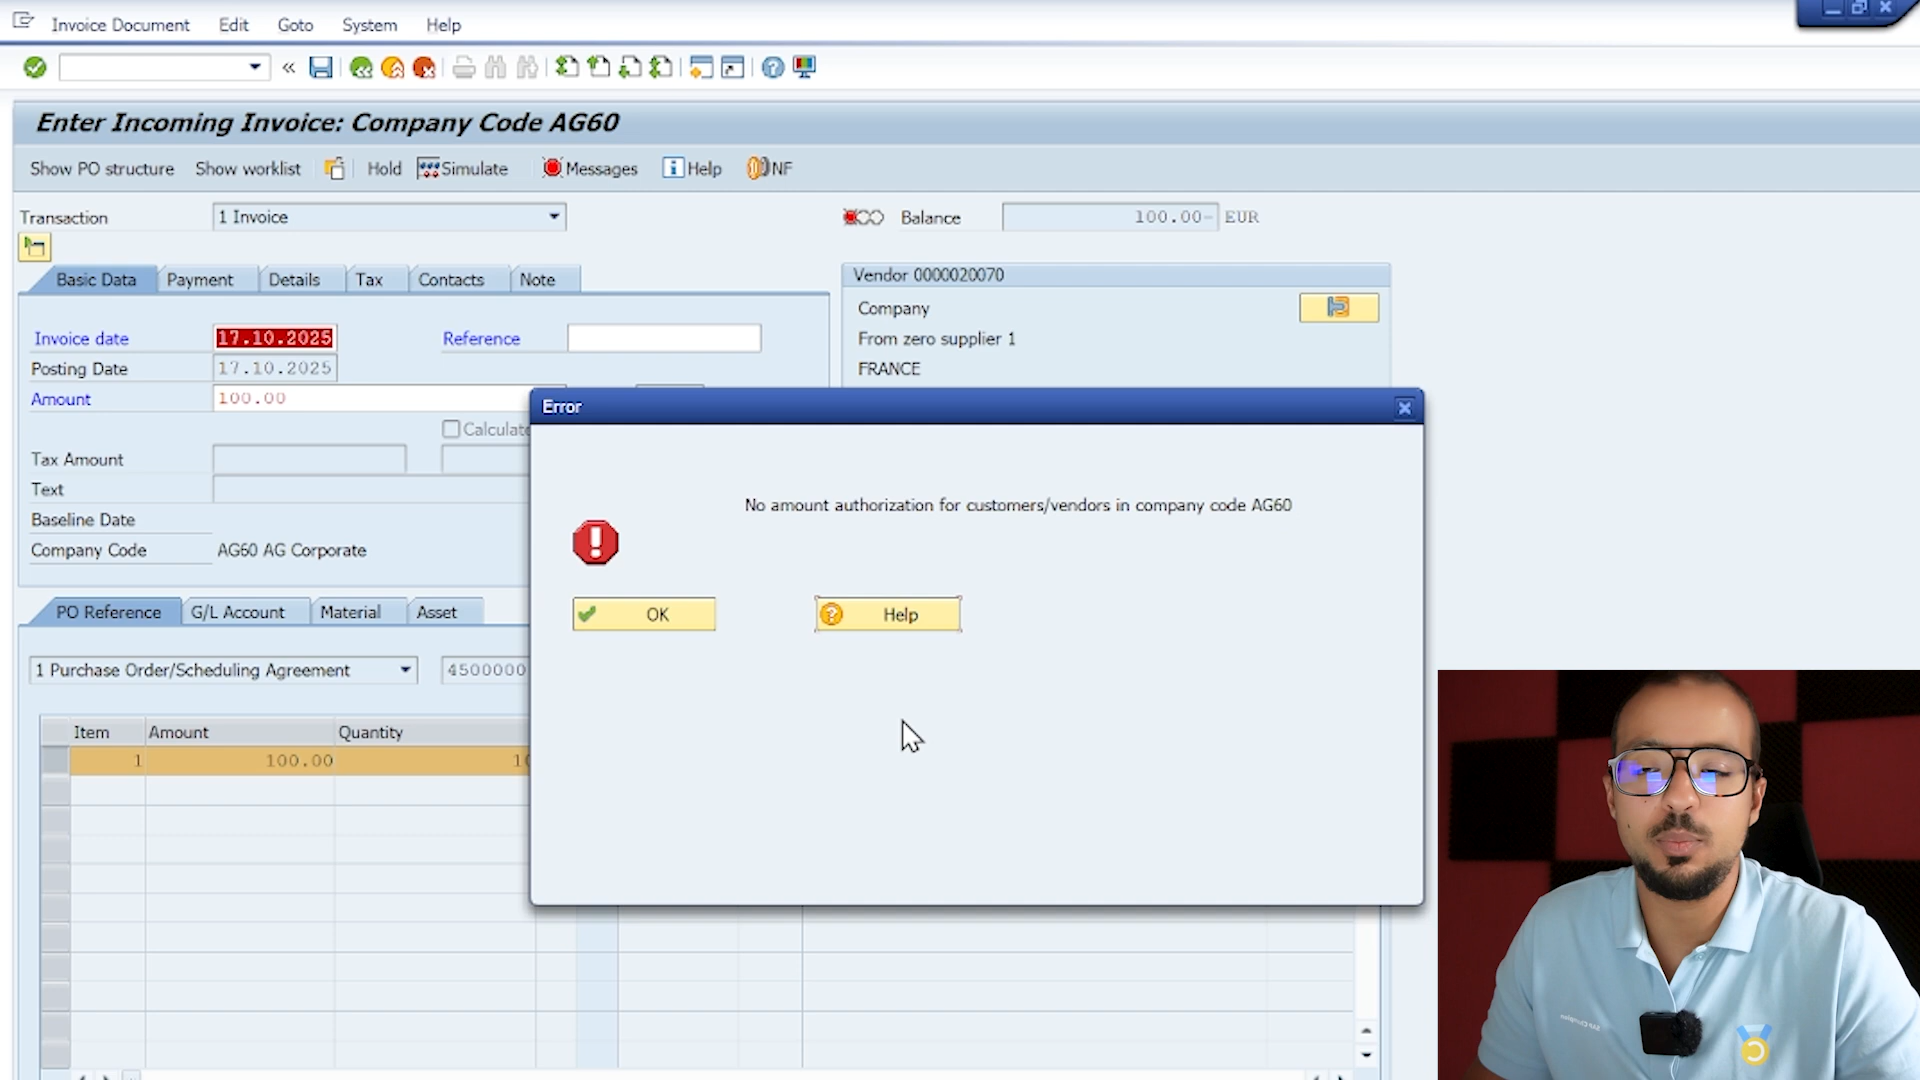 Invoice Document Edit Goto System Help
Enter Incoming Invoice: Company Code AG60
Show PO structure Show worklist Hold Simulate Messages Help NF
Transaction 1 Invoice Balance 100.00- EUR
Basic Data Payment Details Tax Contacts Note
Vendor 0000020070
Company
Invoice date 17.10.2025 Reference
From zero supplier 1
Posting Date 17.10.2025
FRANCE
Amount 100.00
Error
Tax Amount
Text
No amount authorization for customers/vendors in company code AG60
Baseline Date
Company Code AG60 AG Corporate
PO Reference G/L Account Material Asset
OK Help
1 Purchase Order/Scheduling Agreement 4500000
Item Amount Quantity
1 100.00